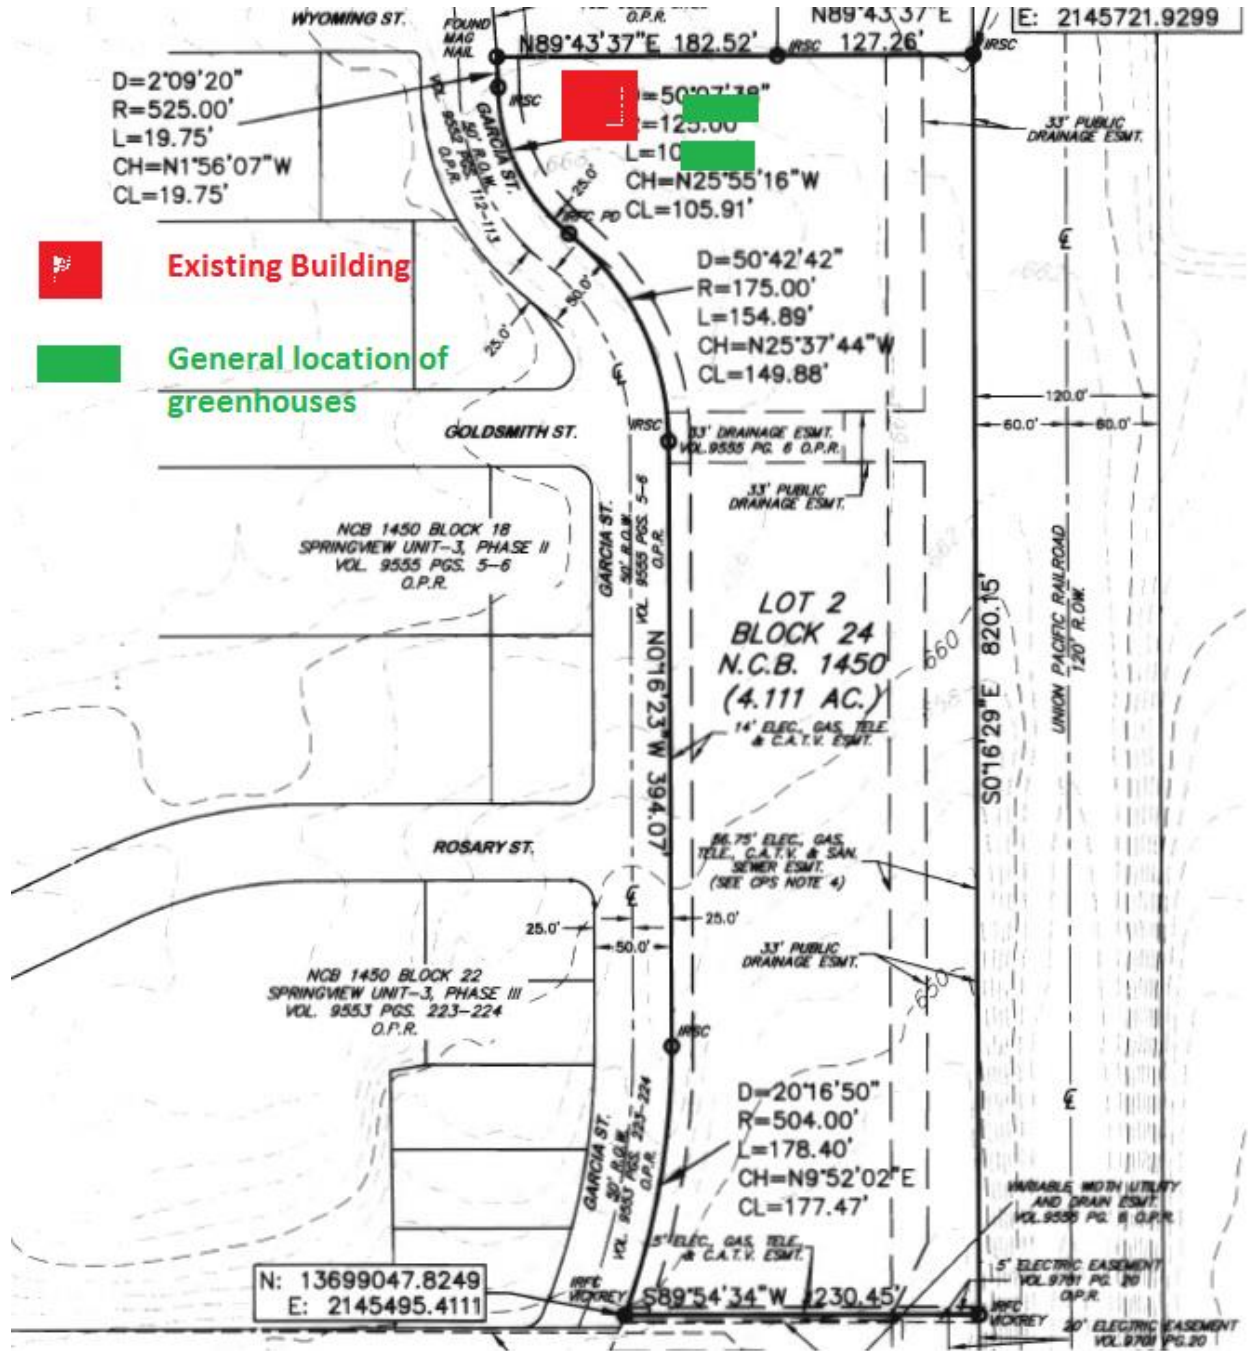 WYOMING ST.
FOUND
MAG
NAIL
O.P.R.
N89°43'37"E
E: 2145721.9299
N89°43'37"E 182.52'
IRSC
127.26'
IRSC
D=2°09'20"
R=525.00'
L=19.75'
CH=N1°56'07"W
CL=19.75'
IRSC
GARCIA ST.
50' R.O.W.
VOL. 9552 PGS. 112-113
O.P.R.
CH=N25°55'16"W
CL=105.91'
660
25.0'
IRFC PD
33' PUBLIC
DRAINAGE ESMT.
Existing Building
General location of
greenhouses
50.0'
25.0'
D=50°42'42"
R=175.00'
L=154.89'
CH=N25°37'44"W
CL=149.88'
662
120.0'
60.0'
60.0'
GOLDSMITH ST.
IRSC
33' DRAINAGE ESMT.
VOL.9555 PG. 6 O.P.R.
33' PUBLIC
DRAINAGE ESMT.
NCB 1450 BLOCK 18
SPRINGVIEW UNIT-3, PHASE II
VOL. 9555 PGS. 5-6
O.P.R.
GARCIA ST.
50' R.O.W.
VOL. 9555 PGS. 5-6
O.P.R.
LOT 2
BLOCK 24
N.C.B. 1450
(4.111 AC.)
662
660
658
N0°16'23"W 394.07'
S0°16'29"E 820.15'
UNION PACIFIC RAILROAD
120' R.OW.
14' ELEC., GAS, TELE.
& C.A.T.V. ESMT.
ROSARY ST.
56.75' ELEC., GAS,
TELE., C.A.T.V. & SAN.
SEWER ESMT.
(SEE CPS NOTE 4)
25.0'
25.0'
50.0'
33' PUBLIC
DRAINAGE ESMT.
650
NCB 1450 BLOCK 22
SPRINGVIEW UNIT-3, PHASE III
VOL. 9553 PGS. 223-224
O.P.R.
IRSC
GARCIA ST.
50' R.O.W.
VOL. 9553 PGS. 223-224
O.P.R.
D=20°16'50"
R=504.00'
L=178.40'
CH=N9°52'02"E
CL=177.47'
VARIABLE WIDTH UTILITY
AND DRAIN ESMT.
VOL.9555 PG. 6 O.P.R.
5' ELEC., GAS, TELE.
& C.A.T.V. ESMT.
5' ELECTRIC EASEMENT
VOL.9701 PG. 20
O.P.R.
N: 13699047.8249
E: 2145495.4111
IRFC
VICKREY
S89°54'34"W 230.45'
IRFC
VICKREY
20' ELECTRIC EASEMENT
VOL.9701 PG.20